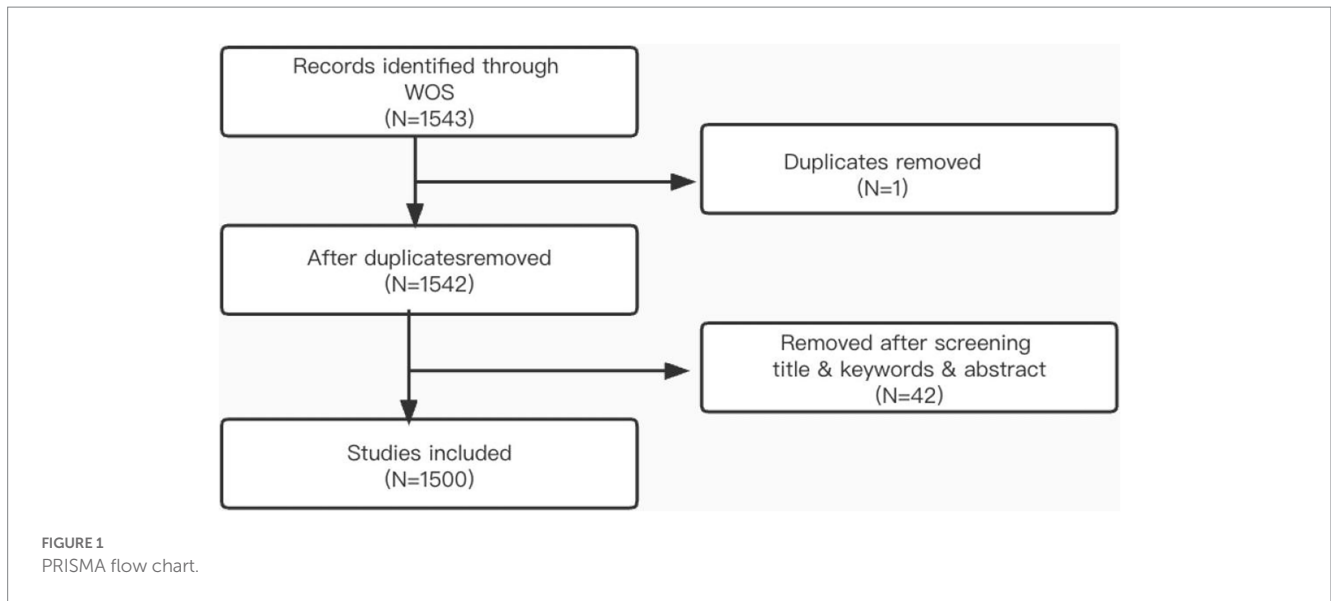 Records identified through
WOS
(N=1543)
Duplicates removed
(N=1)
After duplicatesremoved
(N=1542)
Removed after screening
title & keywords & abstract
(N=42)
Studies included
(N=1500)
FIGURE 1
PRISMA flow chart.